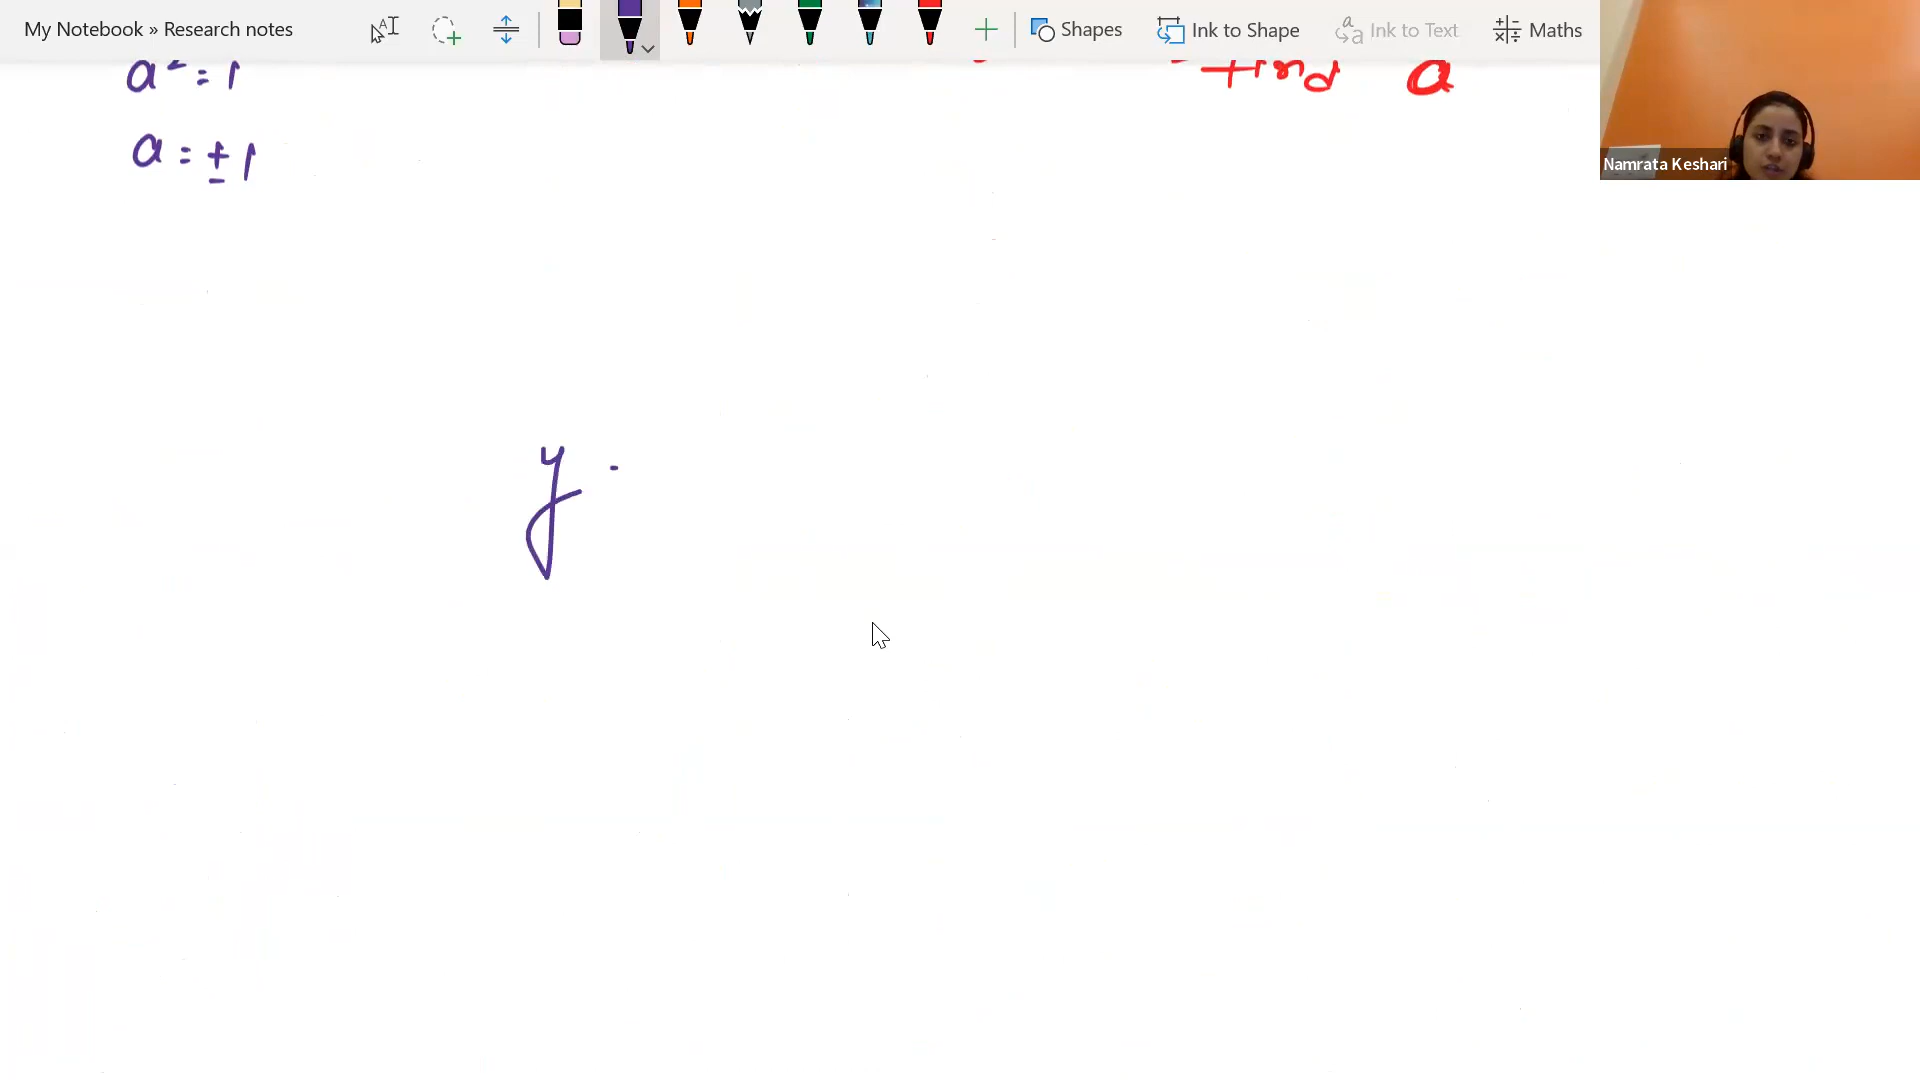 My Notebook » Research notes
Shapes
Ink to Shape
Ink to Text
Maths
a² = 1
find a
a = ± 1
Namrata Keshari
y -